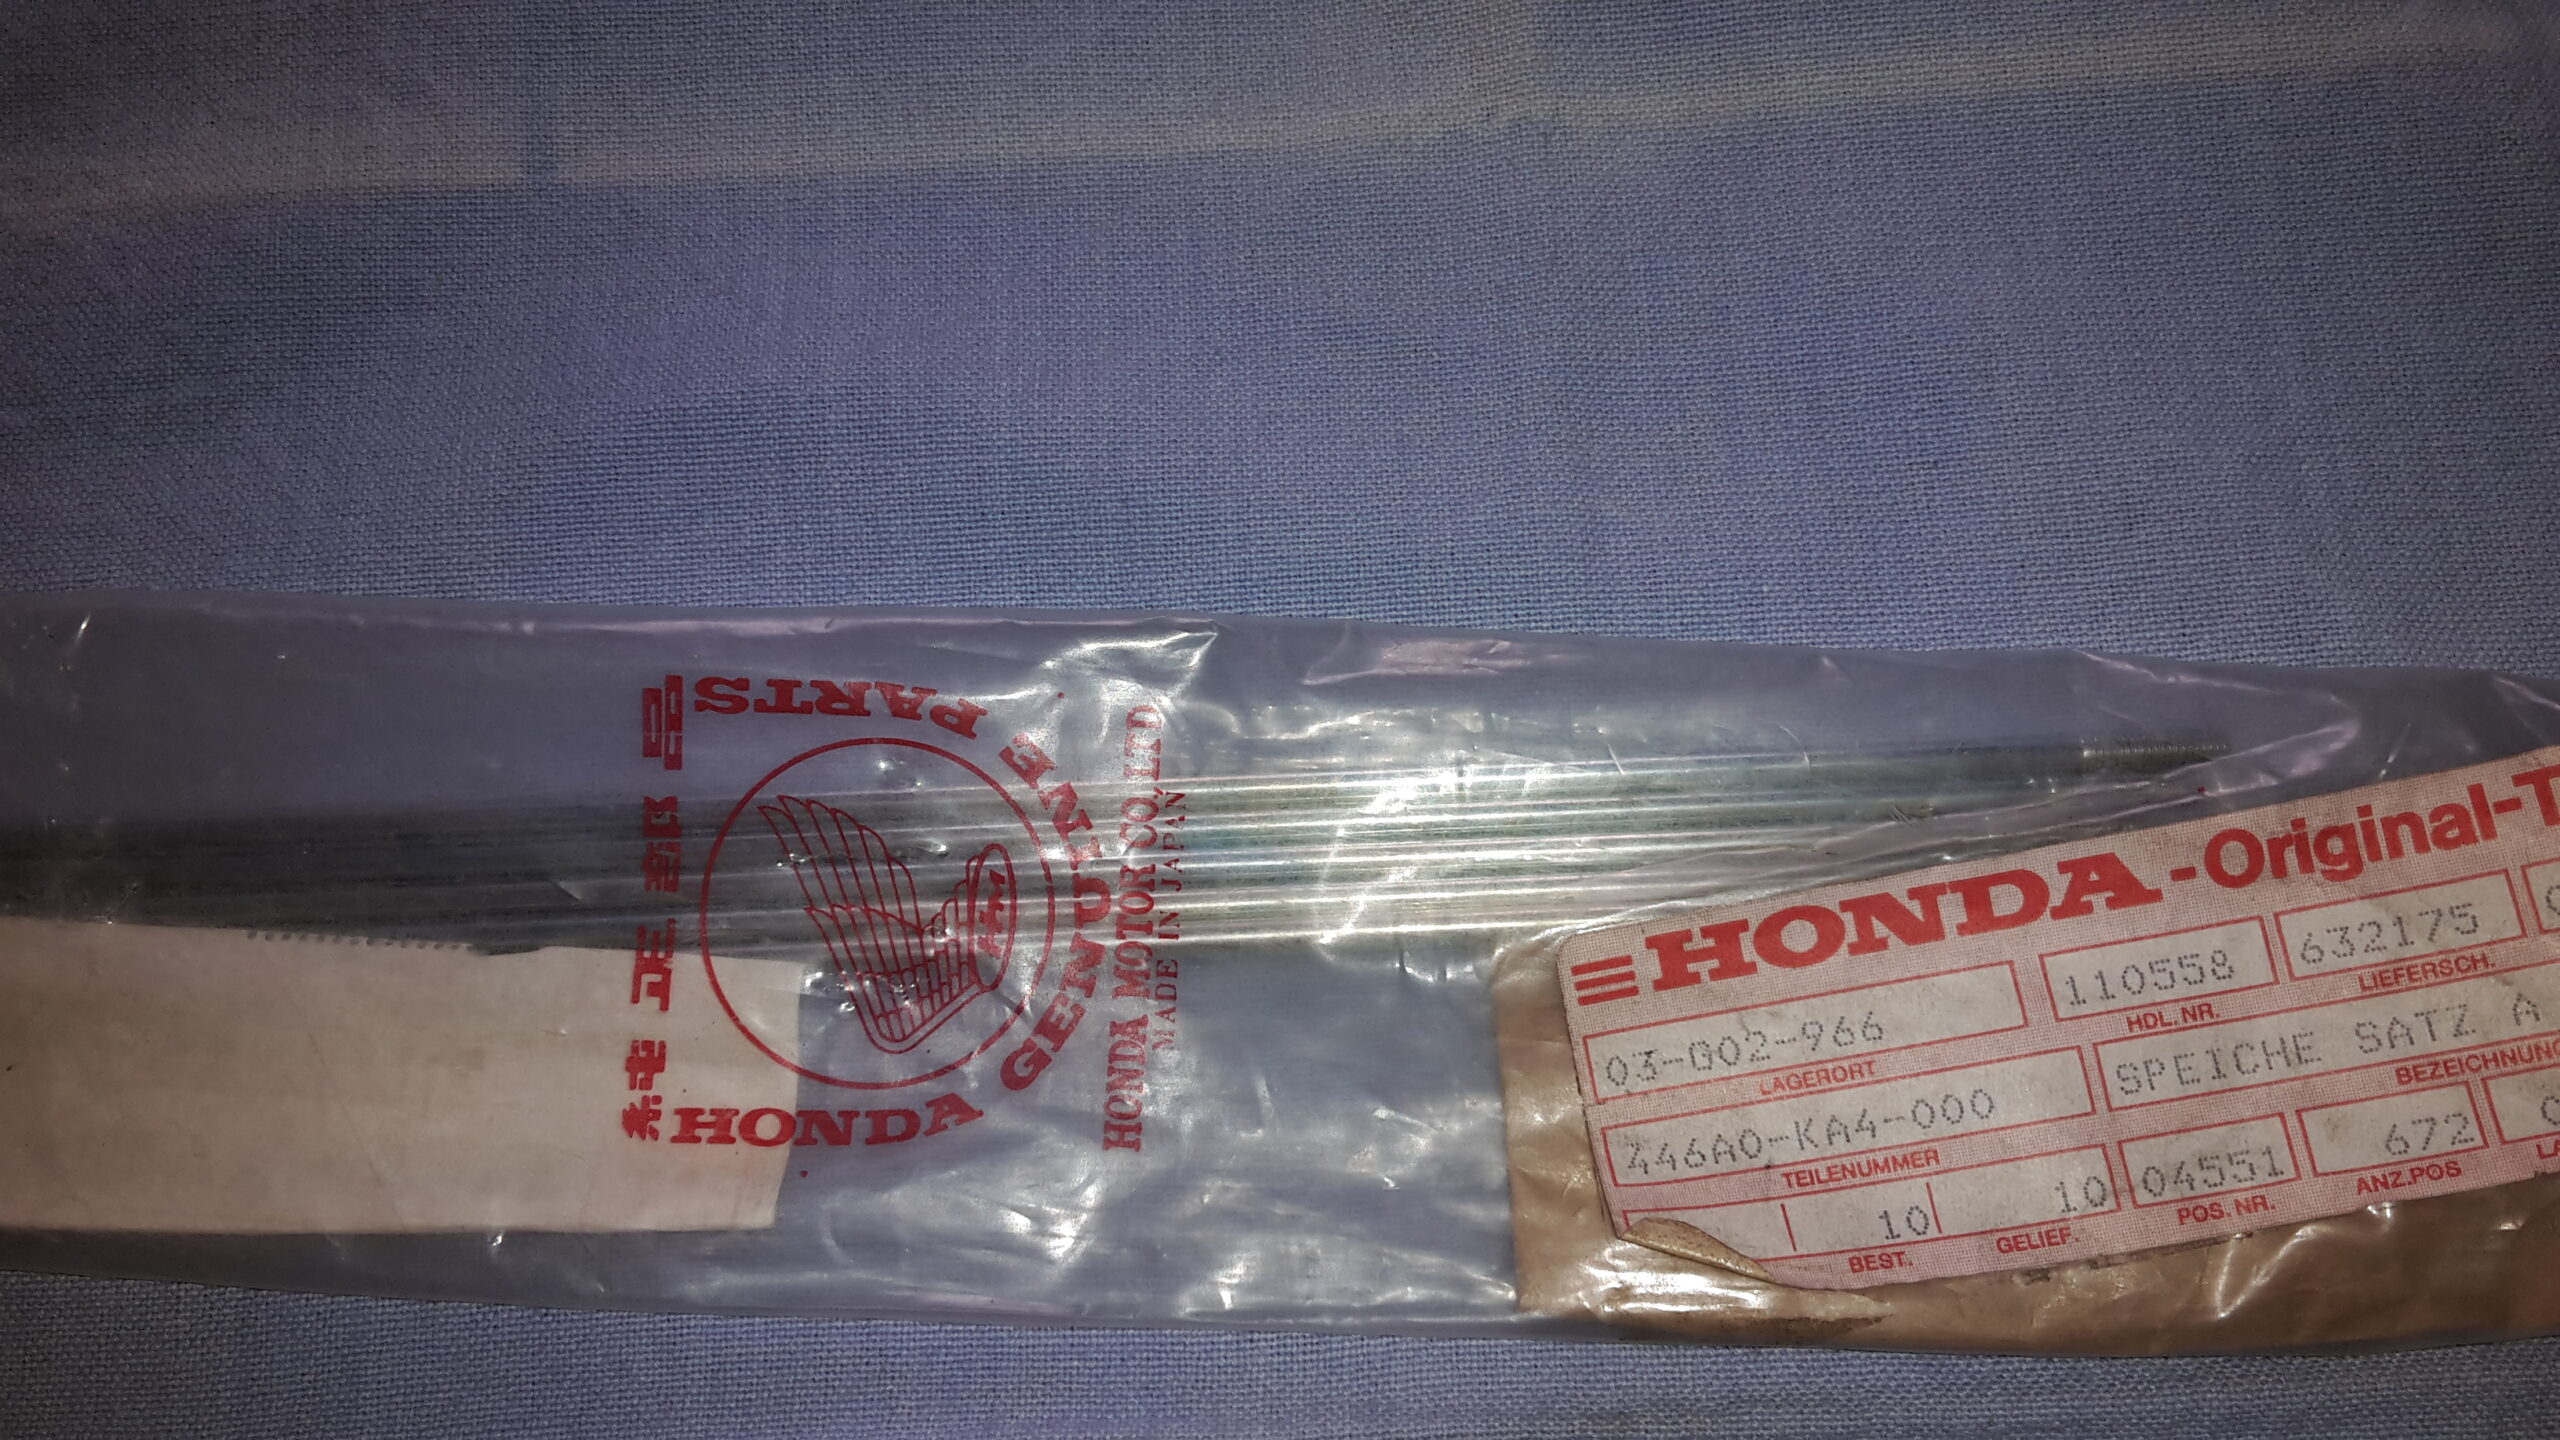 HONDA GENUINE PARTS
HM
純正部品
HONDA MOTOR CO., LTD.
MADE IN JAPAN
HONDA-Original-T
03-002-966
LAGERORT
110558
HDL.NR.
632175
LIEFERSCH.
446A0-KA4-000
TEILENUMMER
SPEICHE SATZ A
BEZEICHNUNG
10
BEST.
10
GELIEF.
04551
POS. NR.
672
ANZ.POS
LA